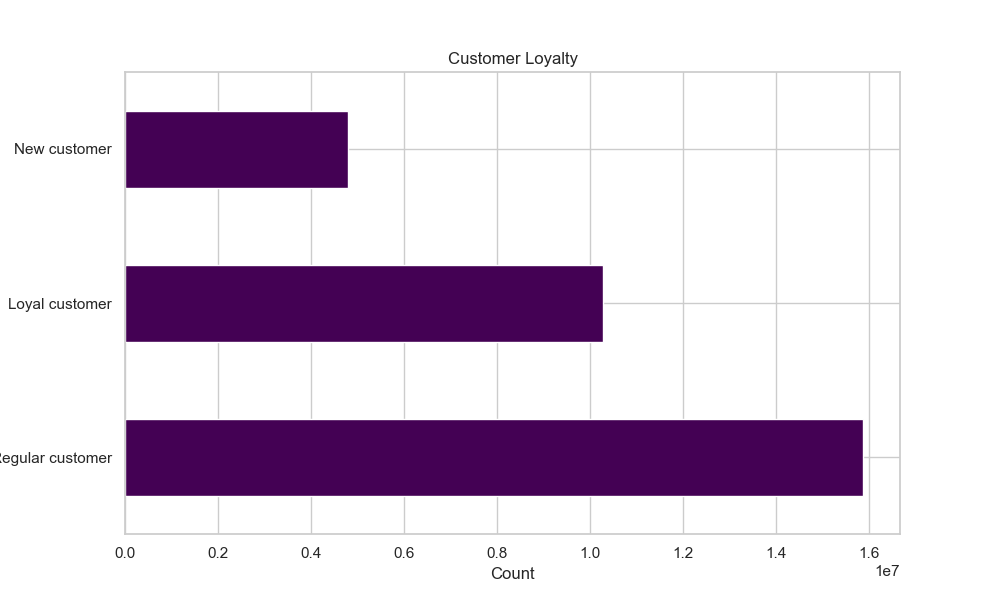 Customer Loyalty
New customer
Loyal customer
Regular customer
0.0 0.2 0.4 0.6 0.8 1.0 1.2 1.4 1.6
1e7
Count